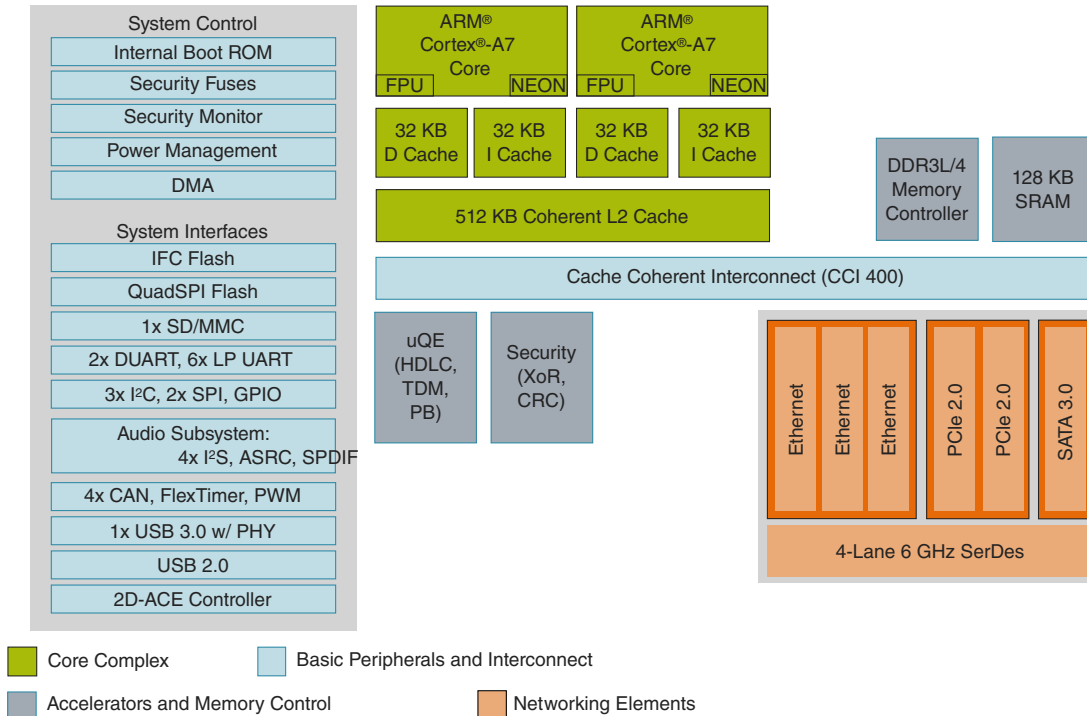 System Control
Internal Boot ROM
Security Fuses
Security Monitor
Power Management
DMA
System Interfaces
IFC Flash
QuadSPI Flash
1x SD/MMC
2x DUART, 6x LP UART
3x I²C, 2x SPI, GPIO
Audio Subsystem:
4x I²S, ASRC, SPDIF
4x CAN, FlexTimer, PWM
1x USB 3.0 w/ PHY
USB 2.0
2D-ACE Controller
ARM®
Cortex®-A7
Core
FPU
NEON
ARM®
Cortex®-A7
Core
FPU
NEON
32 KB
D Cache
32 KB
I Cache
32 KB
D Cache
32 KB
I Cache
512 KB Coherent L2 Cache
DDR3L/4
Memory
Controller
128 KB
SRAM
Cache Coherent Interconnect (CCI 400)
uQE
(HDLC,
TDM,
PB)
Security
(XoR,
CRC)
Ethernet
Ethernet
Ethernet
PCIe 2.0
PCIe 2.0
SATA 3.0
4-Lane 6 GHz SerDes
Core Complex
Basic Peripherals and Interconnect
Accelerators and Memory Control
Networking Elements